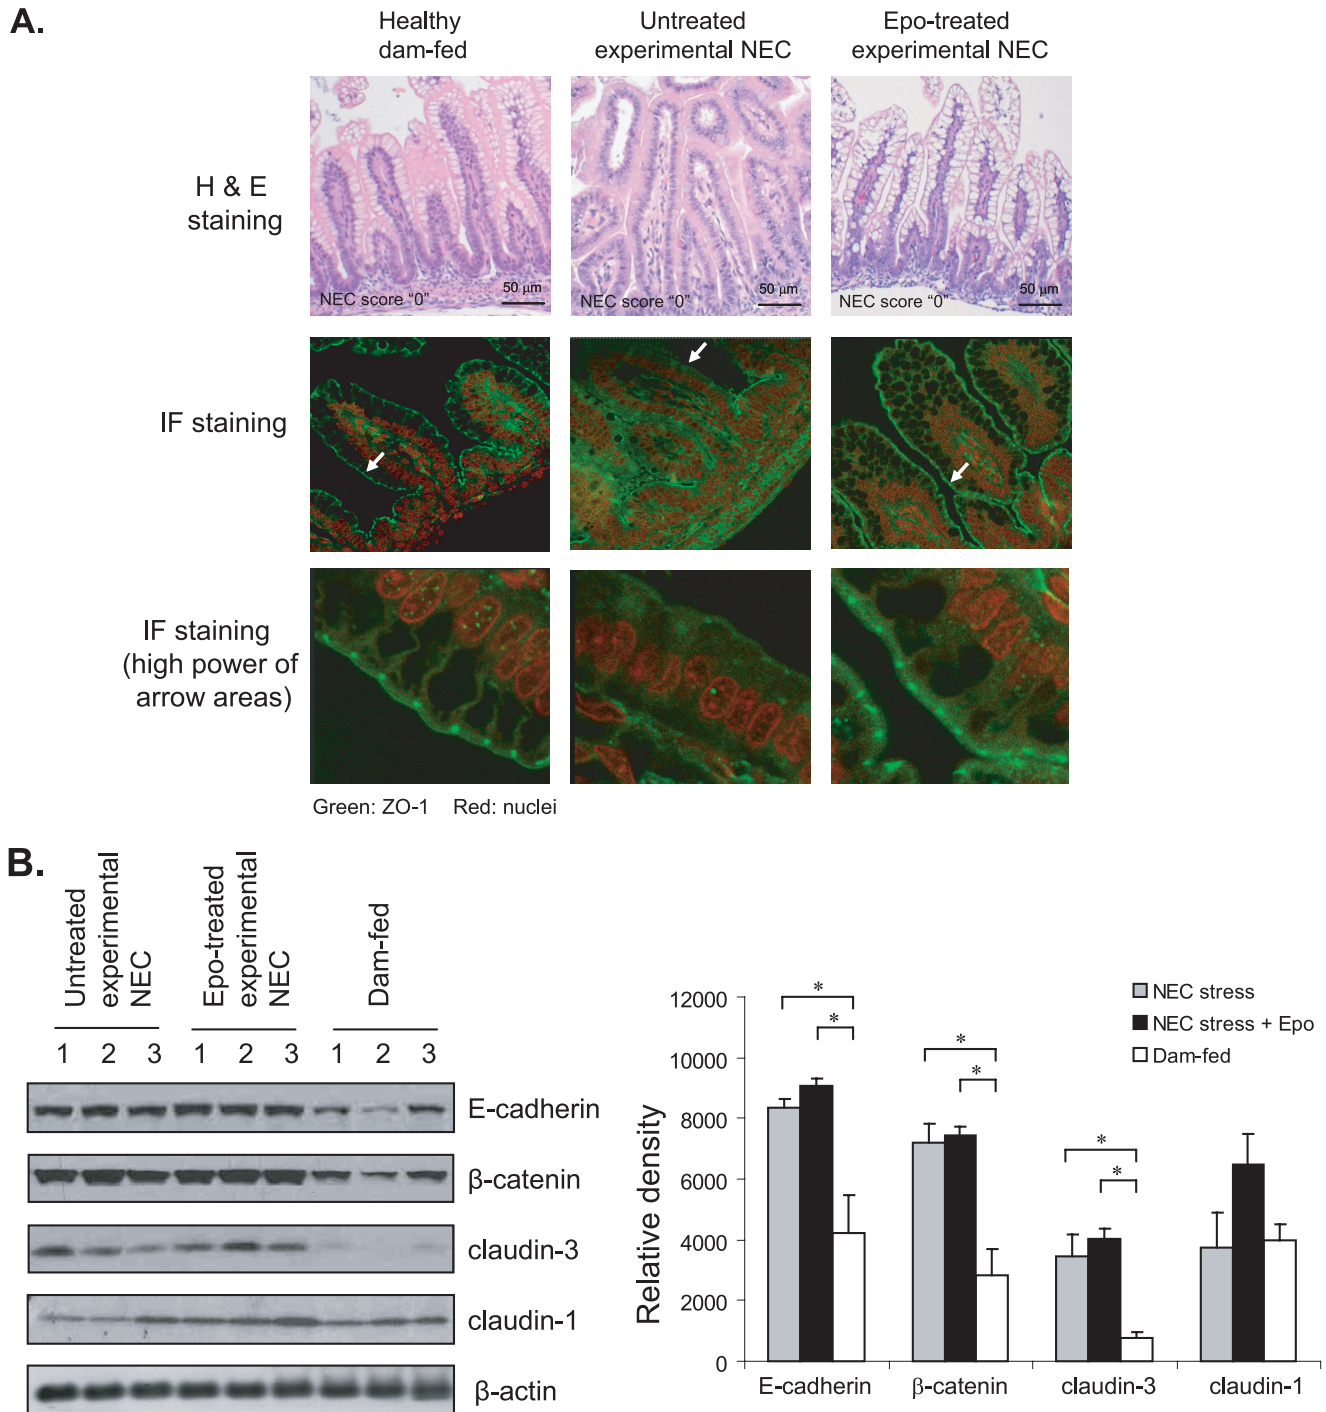 A.
Healthy
dam-fed
Untreated
experimental NEC
Epo-treated
experimental NEC
H & E
staining
NEC score “0”
50 μm
NEC score “0”
50 μm
NEC score “0”
50 μm
IF staining
IF staining
(high power of
arrow areas)
Green: ZO-1 Red: nuclei
B.
Untreated
experimental
NEC
Epo-treated
experimental
NEC
Dam-fed
1 2 3 1 2 3 1 2 3
E-cadherin
β-catenin
claudin-3
claudin-1
β-actin
NEC stress
NEC stress + Epo
Dam-fed
Relative density
12000
10000
8000
6000
4000
2000
0
* * * * * *
E-cadherin β-catenin claudin-3 claudin-1